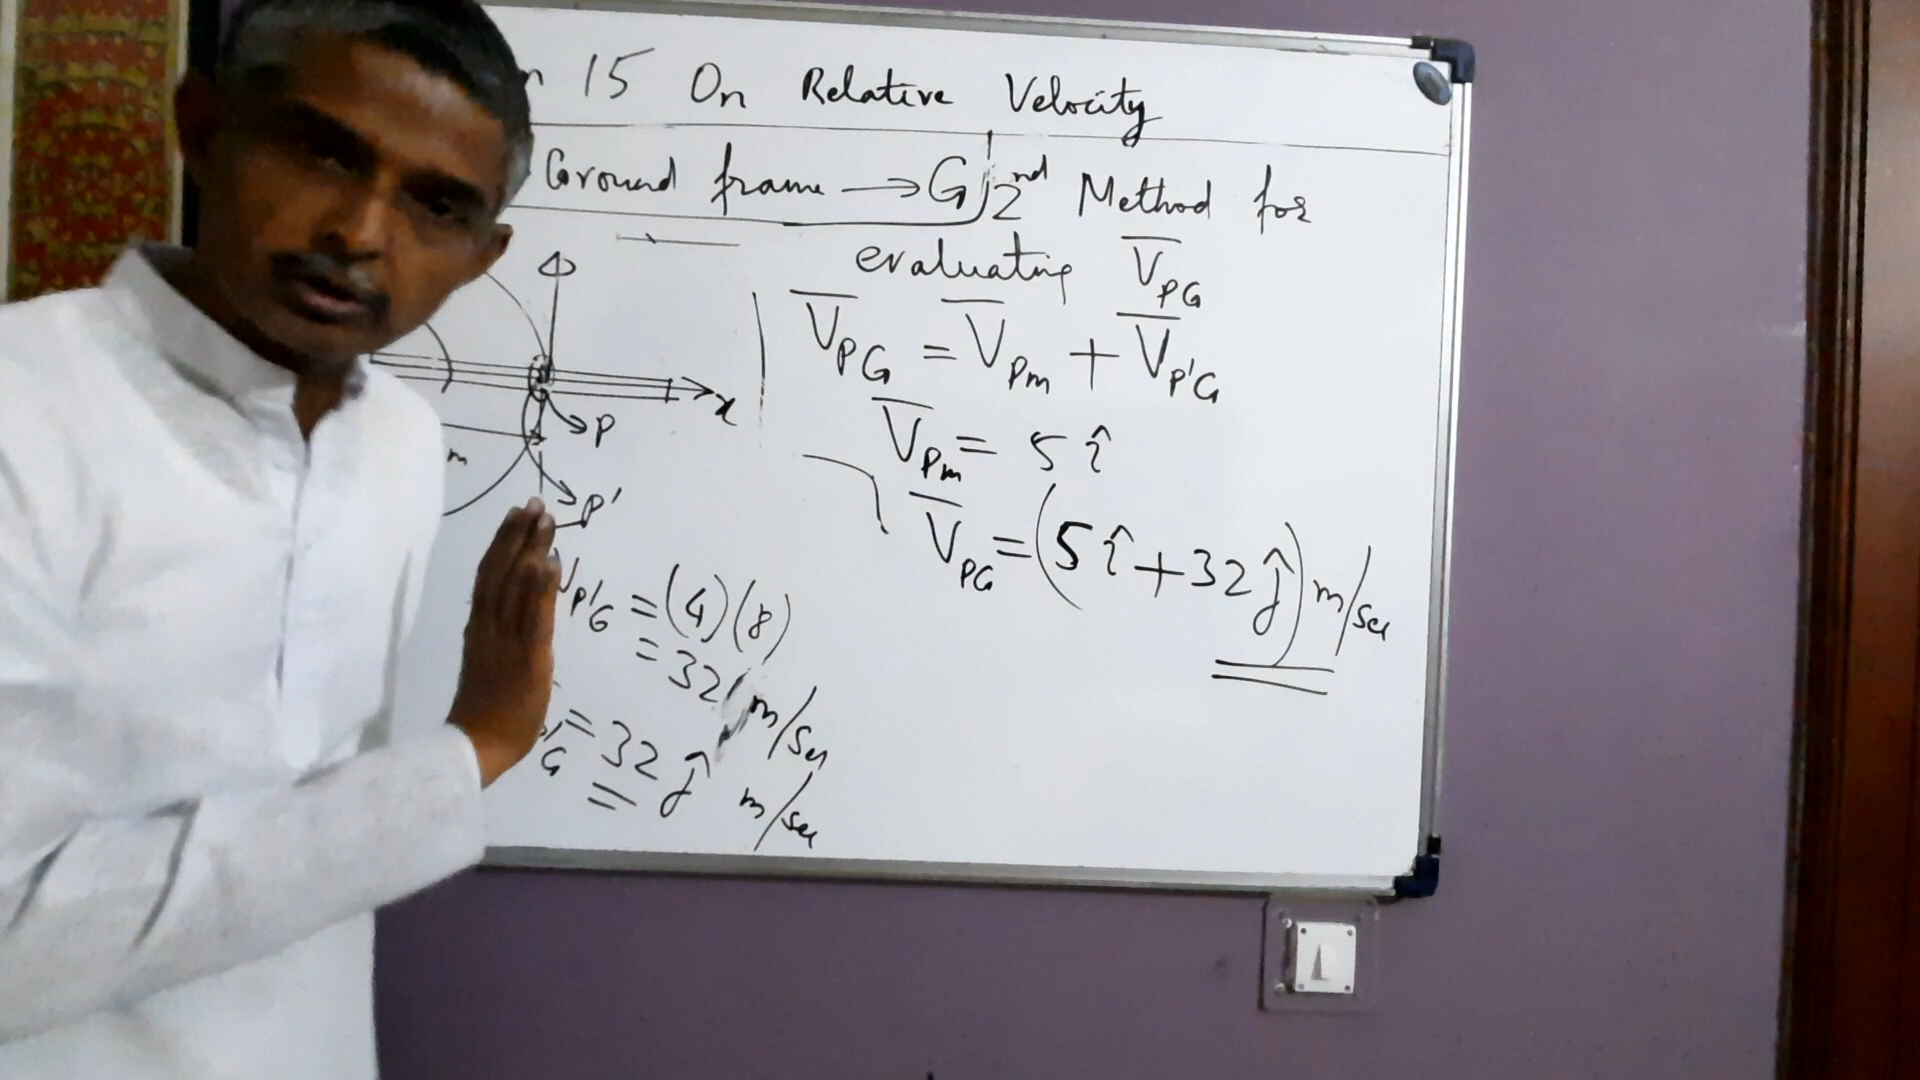 15 On Relative Velocity
Ground frame → G
2nd Method for
evaluating V̅PG
V̅PG = V̅Pm + V̅P'G
V̅Pm = 5 î
V̅PG = (5 î + 32 ĵ) m/sec
x
P
m
P'
VP'G = (4)(8)
= 32 m/sec
P'G = 32 ĵ m/sec